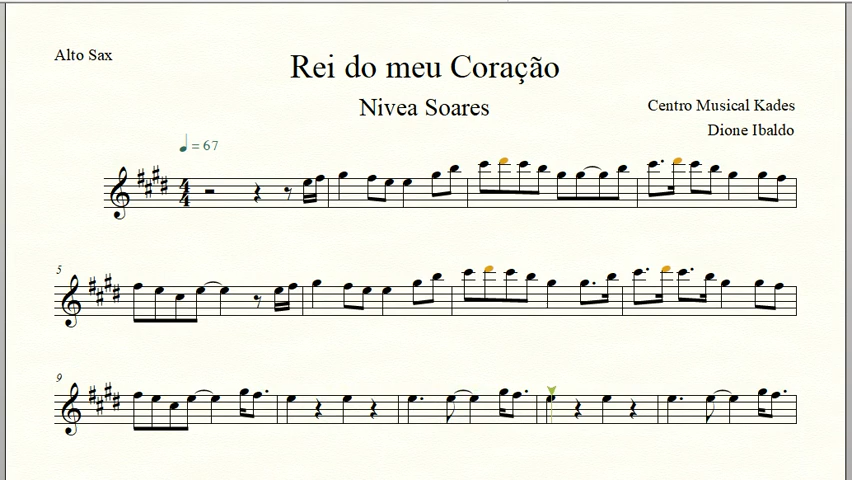 Alto Sax
Rei do meu Coração
Nivea Soares
Centro Musical Kades
Dione Ibaldo
♩ = 67
4/4
5
9